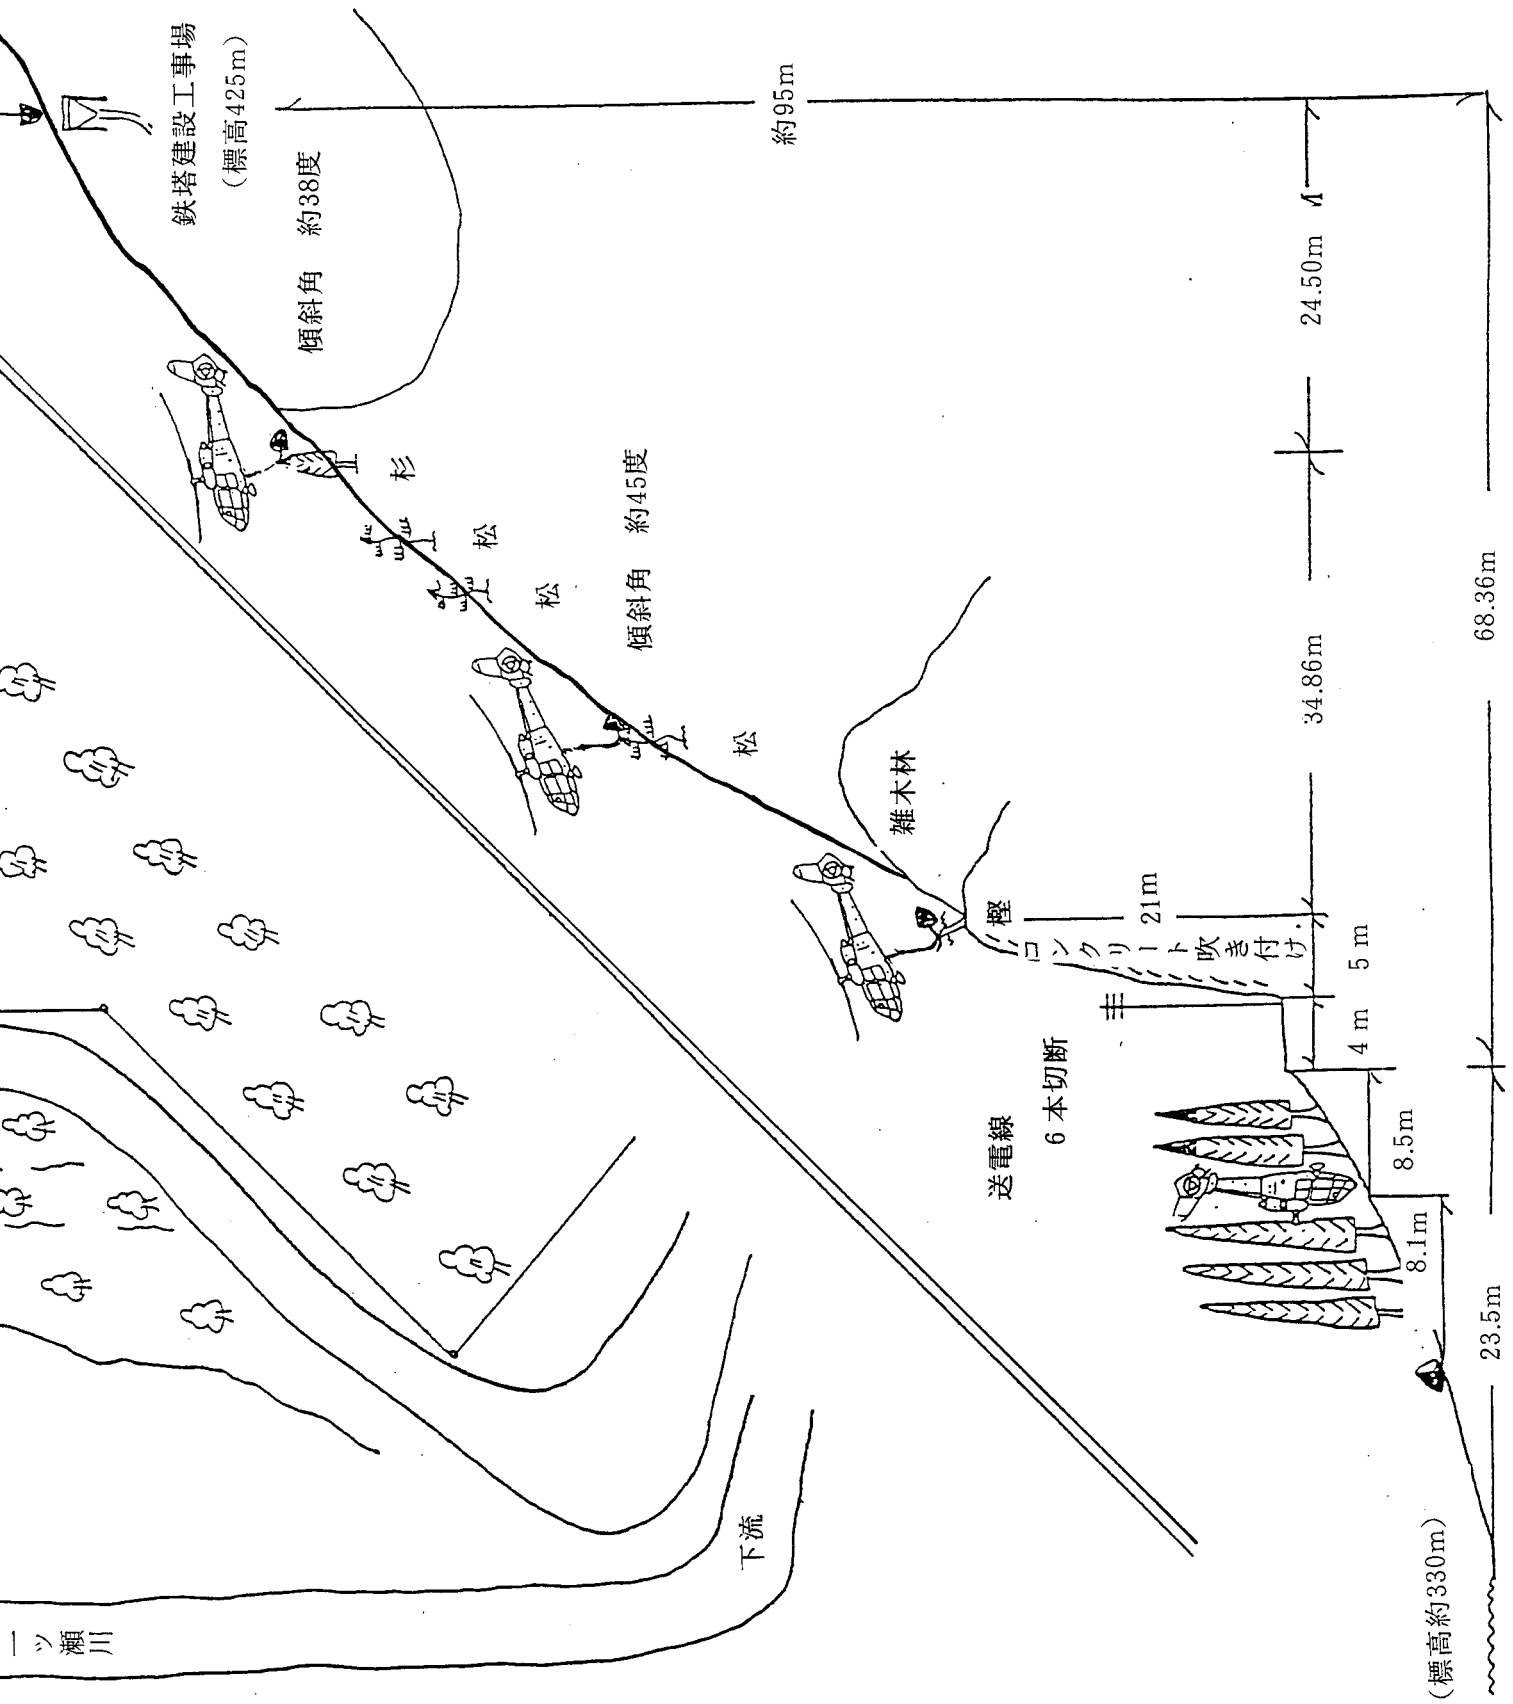 鉄塔建設工事場
（標高425m）
傾斜角　約38度
約95m
杉
松
松
傾斜角　約45度
松
雑木林
樫
21m
コンクリート吹き付け
24.50m
34.86m
5m
4m
68.36m
送電線
6本切断
8.5m
8.1m
23.5m
（標高約330m）
下流
一ツ瀬川